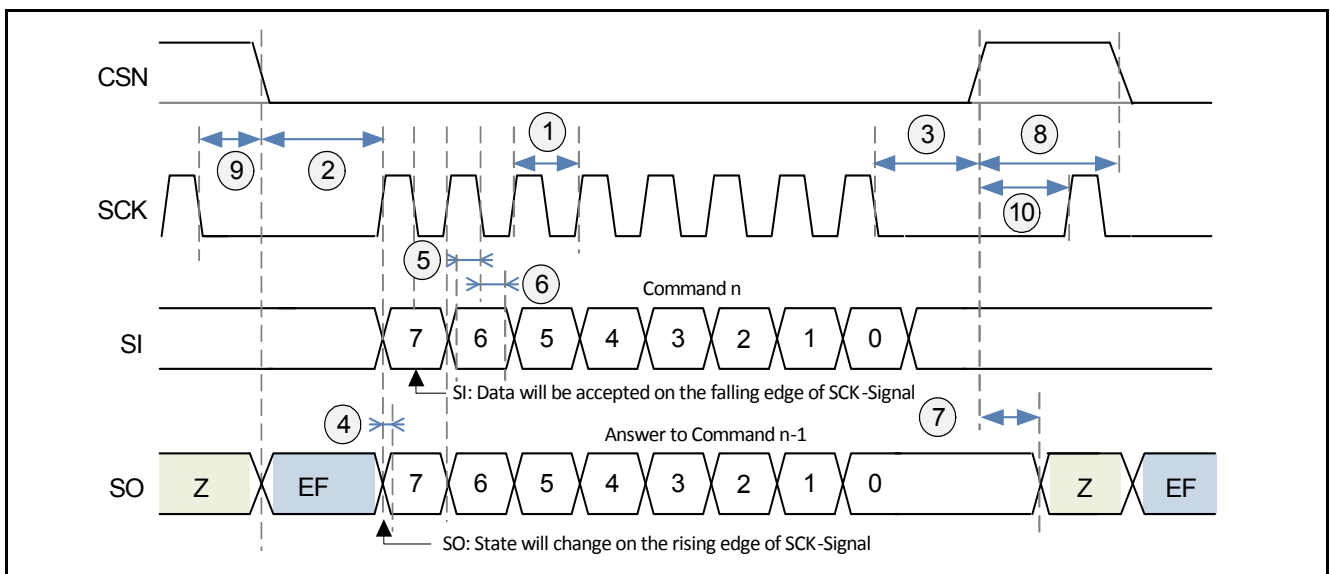 CSN
9 2 1 3 8
SCK
10
5 6
Command n
SI 7 6 5 4 3 2 1 0
SI: Data will be accepted on the falling edge of SCK-Signal
4 7
Answer to Command n-1
SO Z EF 7 6 5 4 3 2 1 0 Z EF
SO: State will change on the rising edge of SCK-Signal